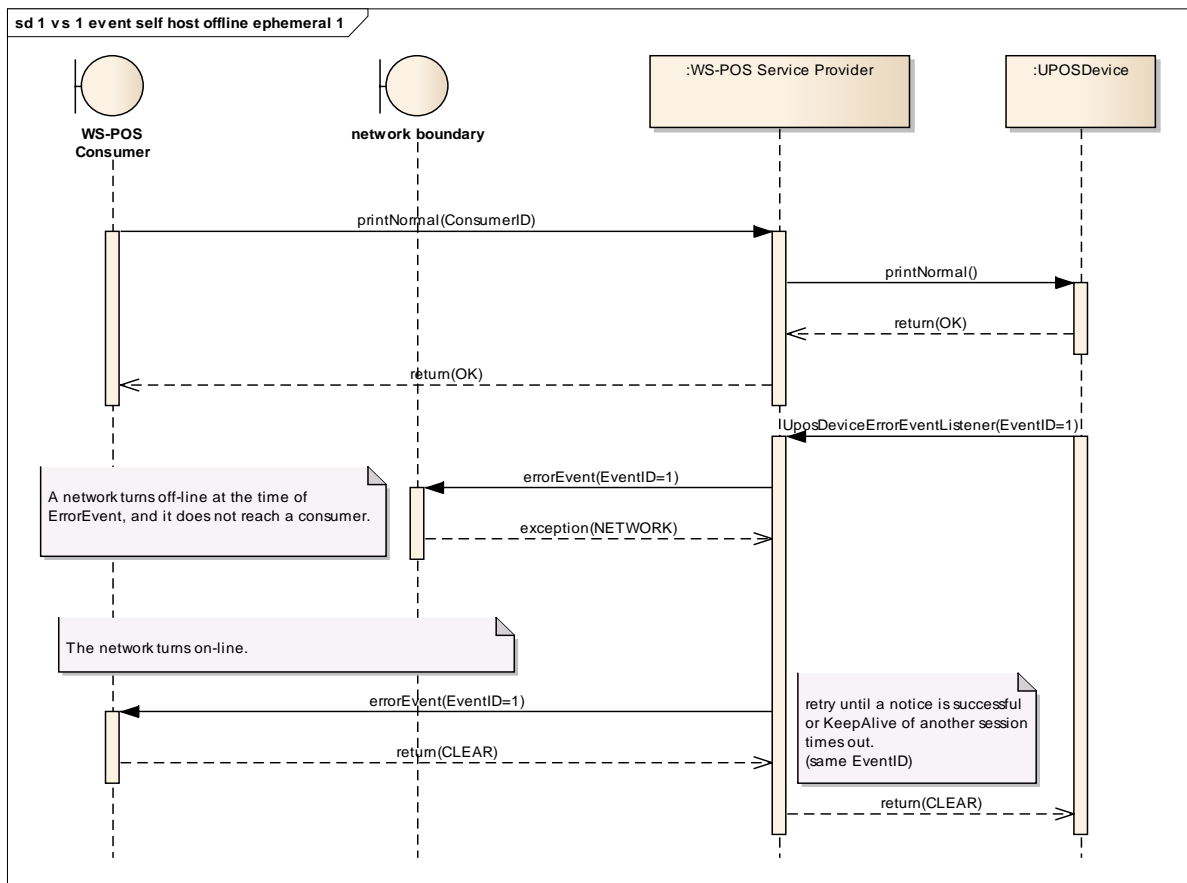 sd 1 vs 1 event self host offline ephemeral 1
WS-POS
Consumer
network boundary
:WS-POS Service Provider
:UPOSDevice
printNormal(ConsumerID)
printNormal()
return(OK)
return(OK)
UposDeviceErrorEventListener(EventID=1)
errorEvent(EventID=1)
A network turns off-line at the time of
ErrorEvent, and it does not reach a consumer.
exception(NETWORK)
The network turns on-line.
errorEvent(EventID=1)
retry until a notice is successful
or KeepAlive of another session
times out.
(same EventID)
return(CLEAR)
return(CLEAR)